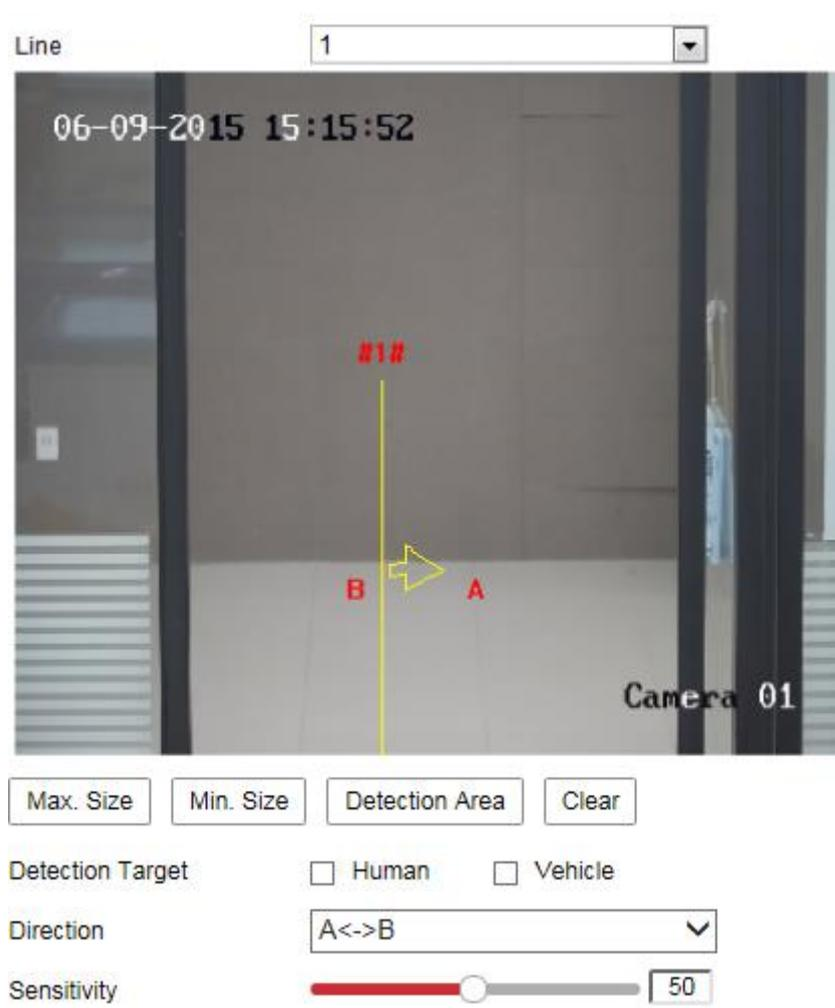 Line 1
06-09-2015 15:15:52
#1#
B A
Camera 01
Max. Size Min. Size Detection Area Clear
Detection Target Human Vehicle
Direction A<->B
Sensitivity 50